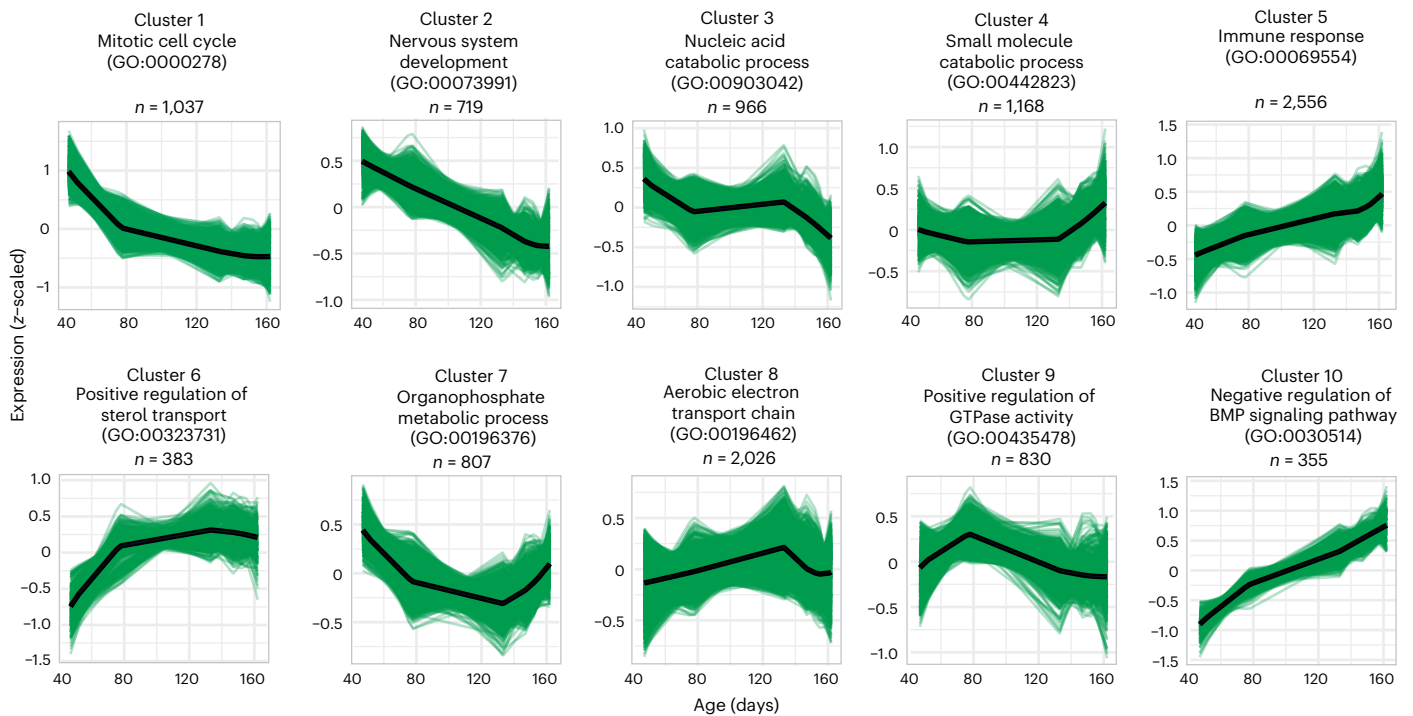 Cluster 1
Mitotic cell cycle
(GO:0000278)
n = 1,037
Cluster 2
Nervous system
development
(GO:00073991)
n = 719
Cluster 3
Nucleic acid
catabolic process
(GO:00903042)
n = 966
Cluster 4
Small molecule
catabolic process
(GO:00442823)
n = 1,168
Cluster 5
Immune response
(GO:00069554)
n = 2,556
Expression (z–scaled)
1
0
–1
40
80
120
160
0.5
0
–0.5
–1.0
40
80
120
160
1.0
0.5
0
–0.5
–1.0
40
80
120
160
1.0
0.5
0
–0.5
40
80
120
160
1.5
1.0
0.5
0
–0.5
–1.0
40
80
120
160
Cluster 6
Positive regulation of
sterol transport
(GO:00323731)
n = 383
Cluster 7
Organophosphate
metabolic process
(GO:00196376)
n = 807
Cluster 8
Aerobic electron
transport chain
(GO:00196462)
n = 2,026
Cluster 9
Positive regulation of
GTPase activity
(GO:00435478)
n = 830
Cluster 10
Negative regulation of
BMP signaling pathway
(GO:0030514)
n = 355
1.0
0.5
0
–0.5
–1.0
–1.5
40
80
120
160
0.5
0
–0.5
40
80
120
160
0.5
0
–0.5
40
80
120
160
0.5
0
–0.5
–1.0
40
80
120
160
1.5
1.0
0.5
0
–0.5
–1.0
–1.5
40
80
120
160
Age (days)